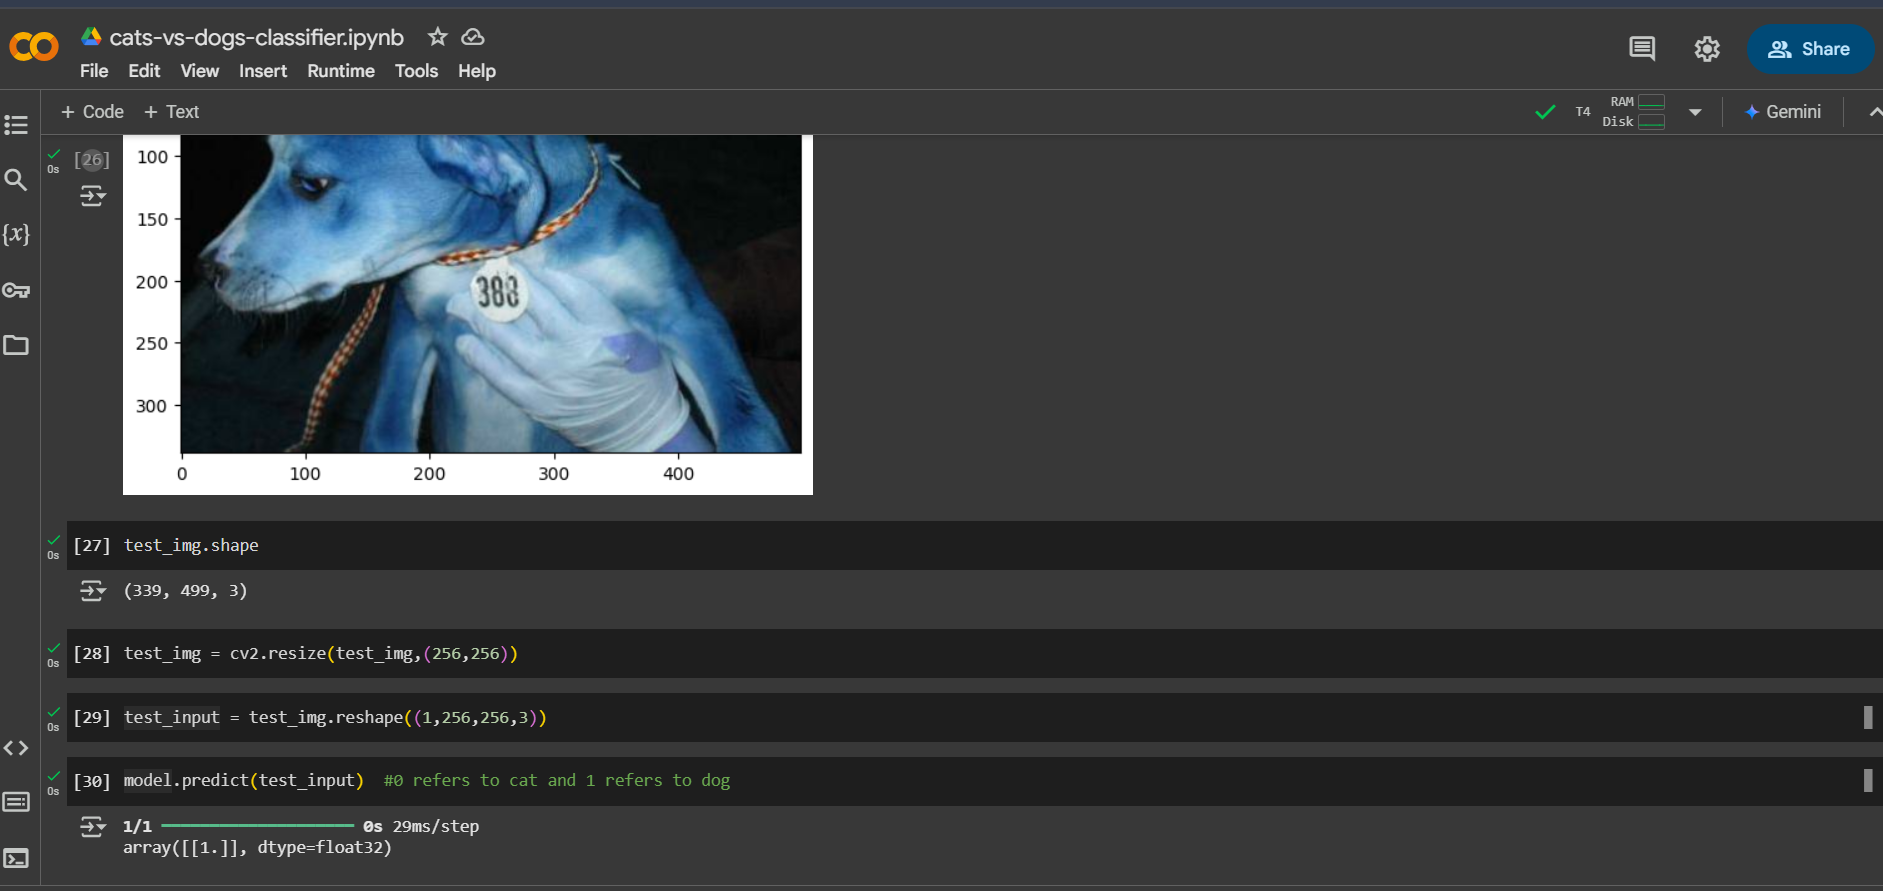 cats-vs-dogs-classifier.ipynb
File Edit View Insert Runtime Tools Help
Share
+ Code + Text
T4
RAM
Disk
Gemini
0s
[26]
100
150
200
250
300
388
0 100 200 300 400
0s
[27] test_img.shape
(339, 499, 3)
0s
[28] test_img = cv2.resize(test_img,(256,256))
0s
[29] test_input = test_img.reshape((1,256,256,3))
0s
[30] model.predict(test_input) #0 refers to cat and 1 refers to dog
1/1 0s 29ms/step
array([[1.]], dtype=float32)
{x}